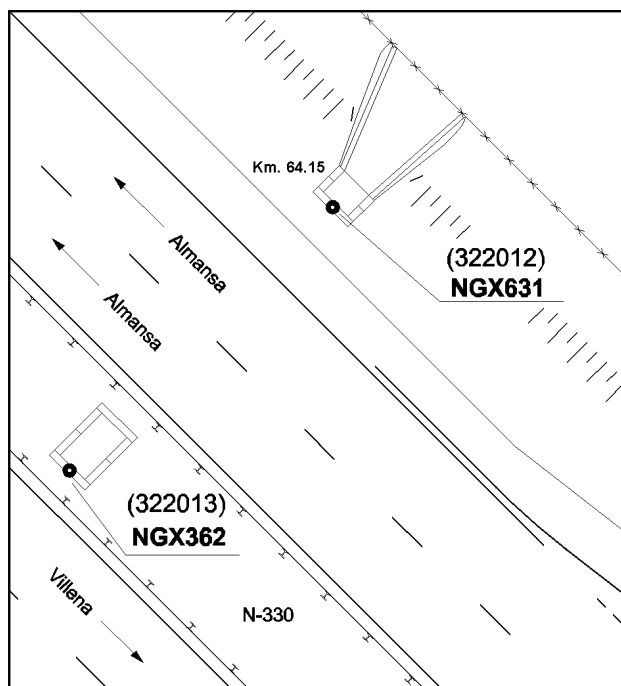 Km. 64.15
Almansa
Almansa
(322012)
NGX631
(322013)
NGX362
Villena
N-330